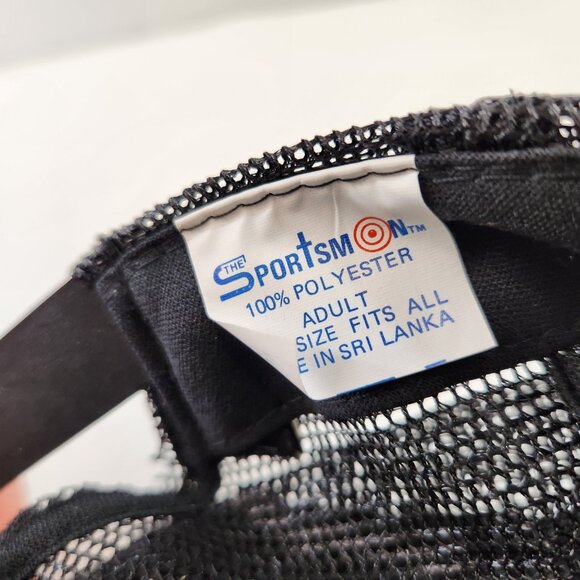 THE SPORTSMAN™
100% POLYESTER
ADULT
SIZE FITS ALL
E IN SRI LANKA